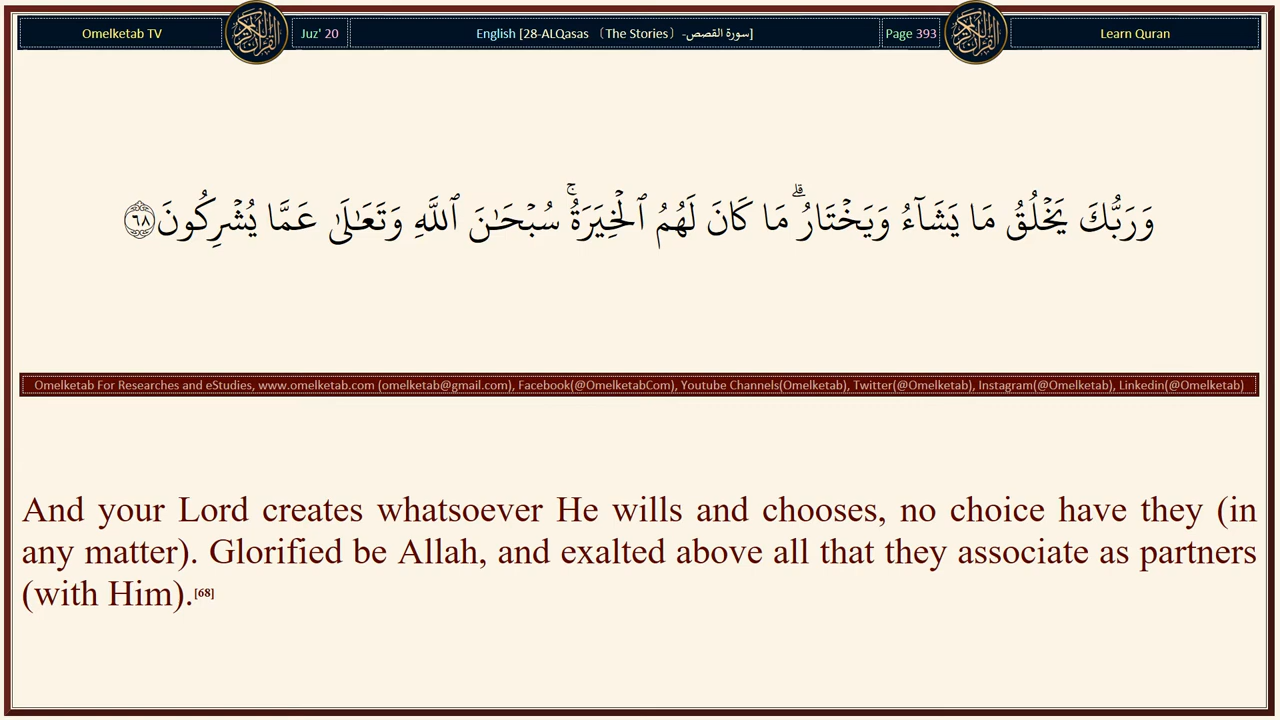 Omelketab TV
Juz' 20
English [28-ALQasas （The Stories） -سورة القصص]
Page 393
Learn Quran
وَرَبُّكَ يَخۡلُقُ مَا يَشَآءُ وَيَخۡتَارُۗ مَا كَانَ لَهُمُ ٱلۡخِيَرَةُۚ سُبۡحَٰنَ ٱللَّهِ وَتَعَٰلَىٰ عَمَّا يُشۡرِكُونَ ٦٨
Omelketab For Researches and eStudies, www.omelketab.com (omelketab@gmail.com), Facebook(@OmelketabCom), Youtube Channels(Omelketab), Twitter(@Omelketab), Instagram(@Omelketab), Linkedin(@Omelketab)
And your Lord creates whatsoever He wills and chooses, no choice have they (in
any matter). Glorified be Allah, and exalted above all that they associate as partners
(with Him).[68]